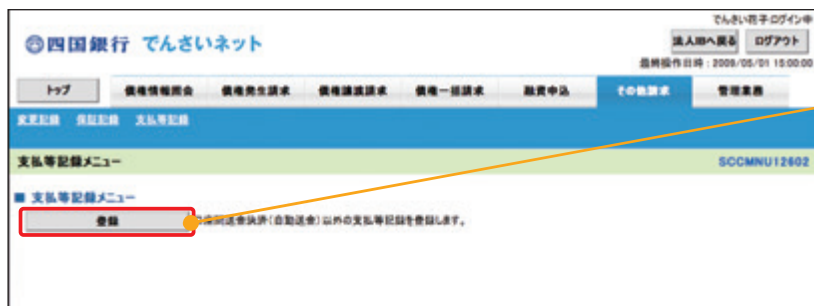 でんさい花子:ログイン中
四国銀行 でんさいネット
法人IBへ戻る ログアウト
最終操作日時：2009/05/01 15:00:00
トップ 債権情報照会 債権発生請求 債権譲渡請求 債権一括請求 融資申込 その他請求 管理業務
変更記録 保証記録 支払等記録
支払等記録メニュー SCCMNU12602
■ 支払等記録メニュー
登録 座間送金決済(自動送金)以外の支払等記録を登録します。